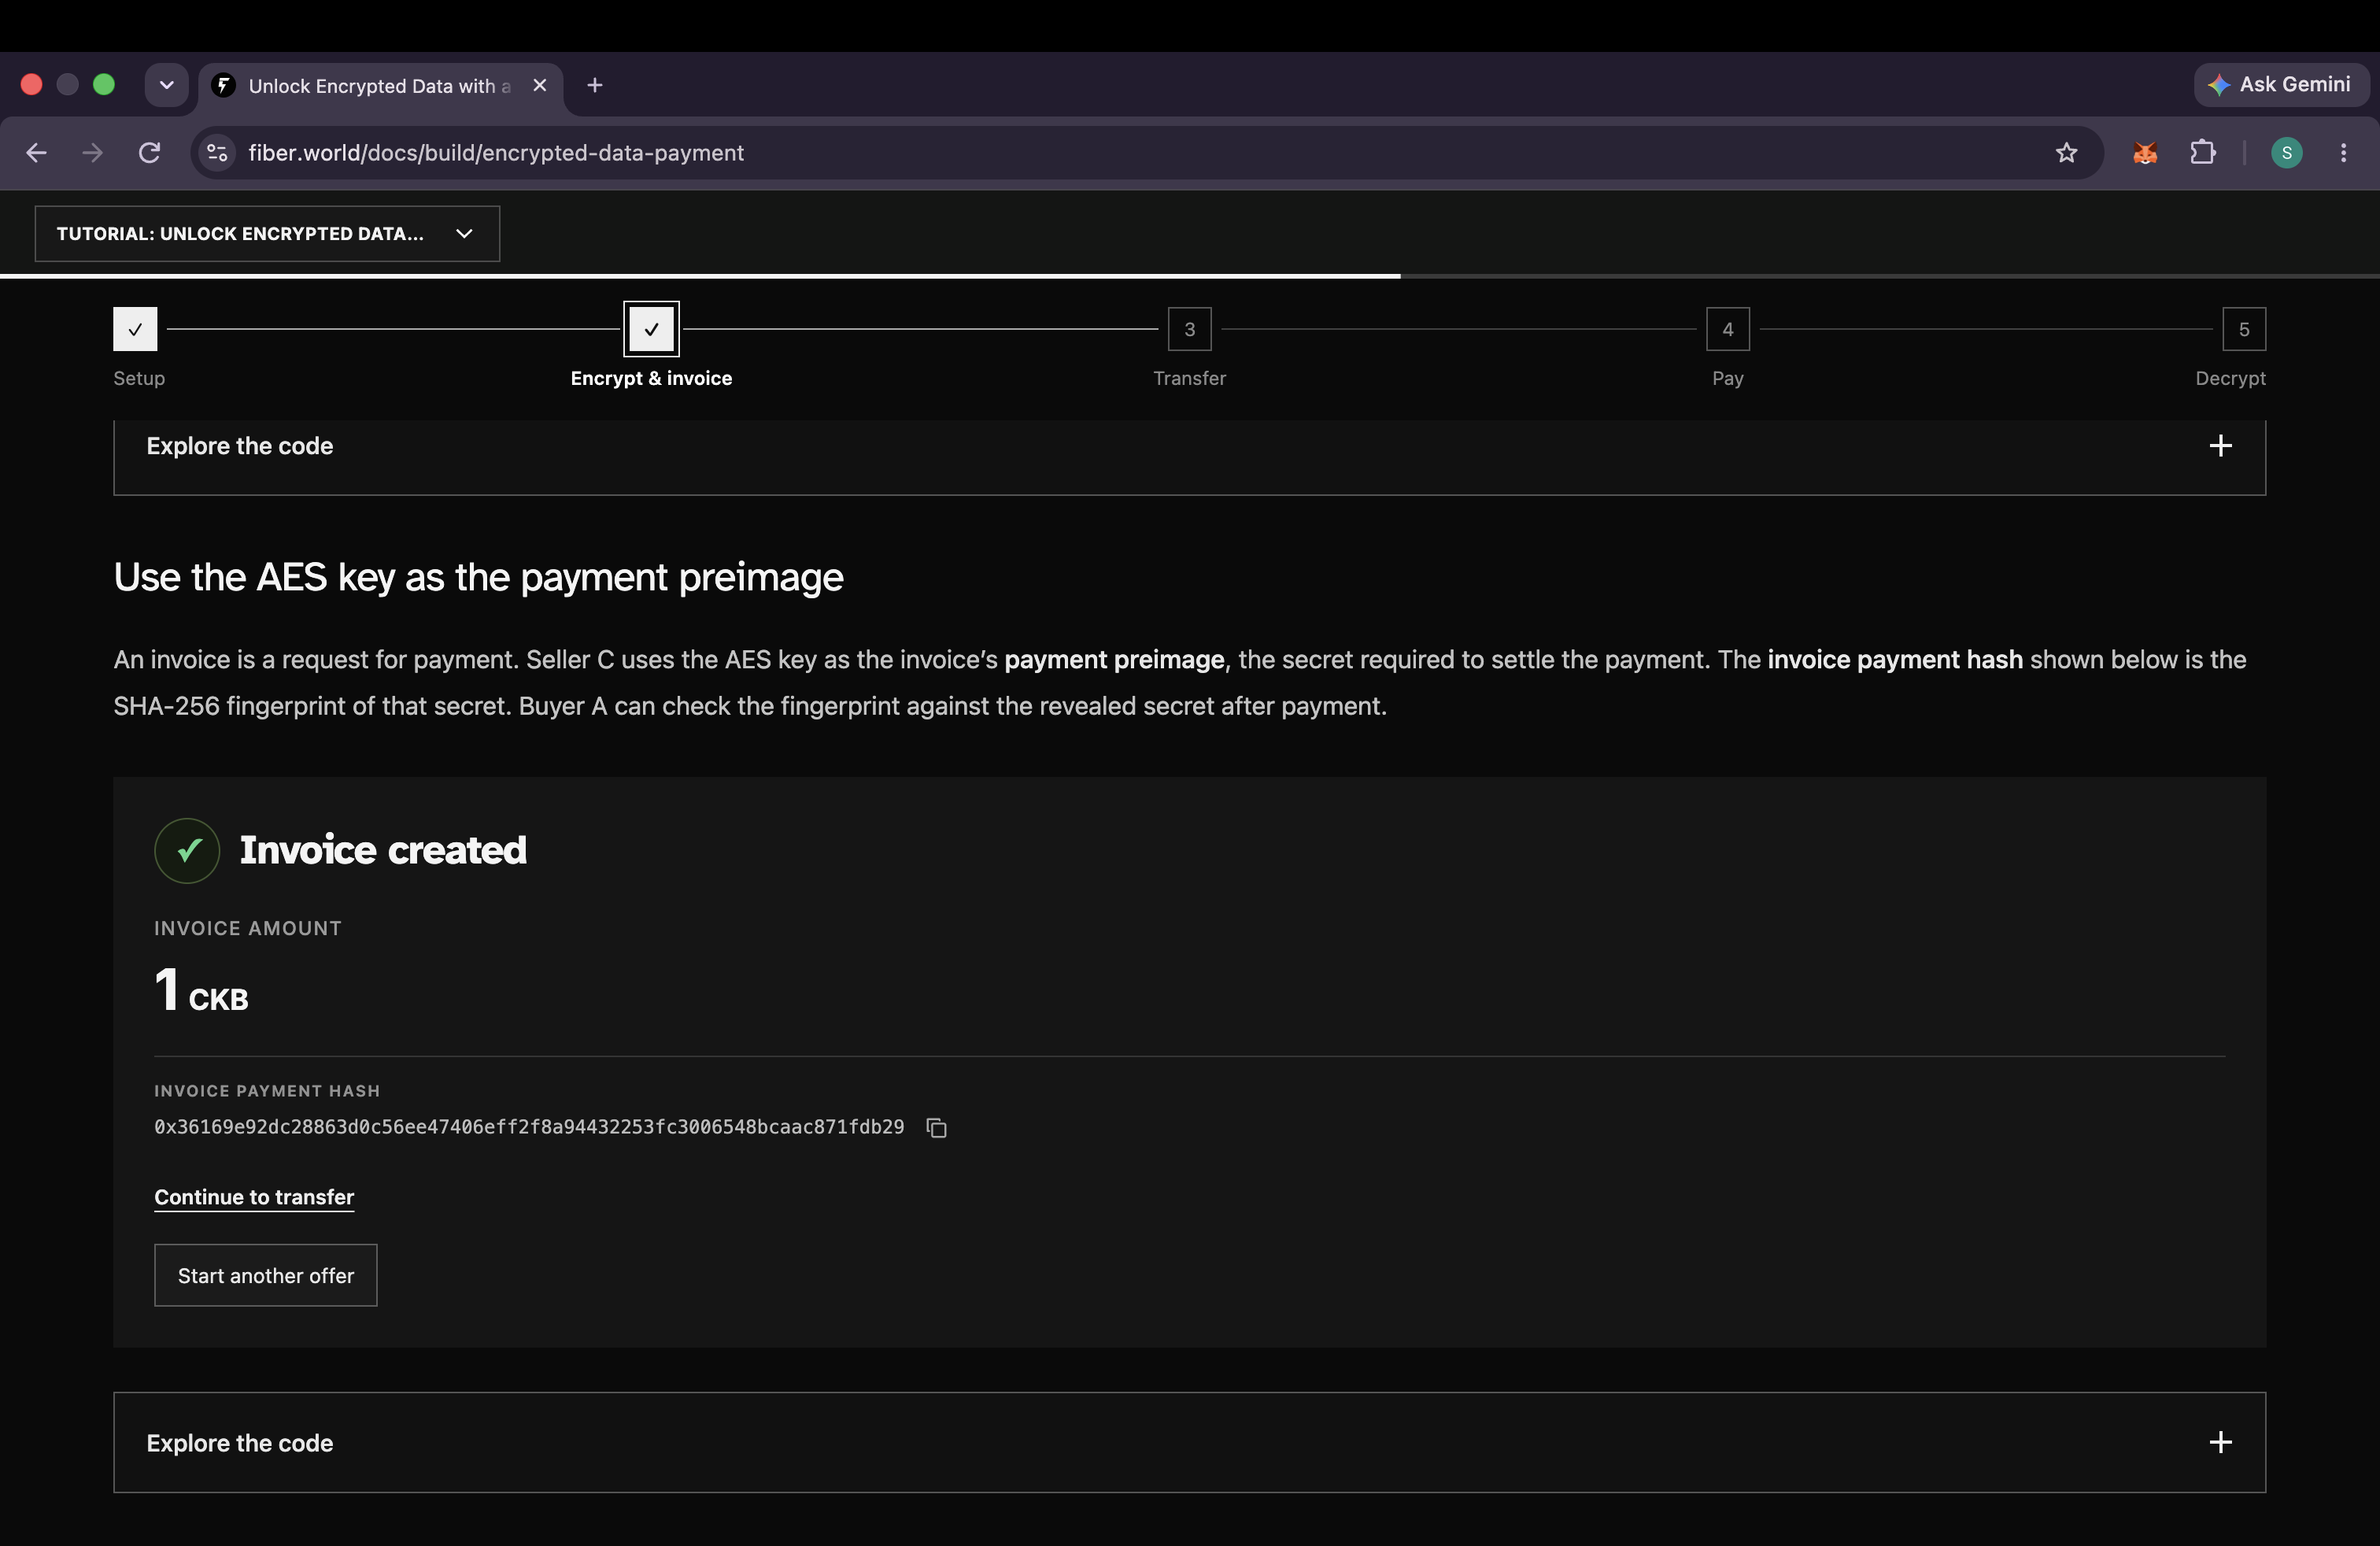 Unlock Encrypted Data with a
Ask Gemini
fiber.world/docs/build/encrypted-data-payment
S
TUTORIAL: UNLOCK ENCRYPTED DATA...
3
4
5
Setup
Encrypt & invoice
Transfer
Pay
Decrypt
Explore the code
Use the AES key as the payment preimage
An invoice is a request for payment. Seller C uses the AES key as the invoice’s payment preimage, the secret required to settle the payment. The invoice payment hash shown below is the
SHA-256 fingerprint of that secret. Buyer A can check the fingerprint against the revealed secret after payment.
Invoice created
INVOICE AMOUNT
1 CKB
INVOICE PAYMENT HASH
0x36169e92dc28863d0c56ee47406eff2f8a94432253fc3006548bcaac871fdb29
Continue to transfer
Start another offer
Explore the code